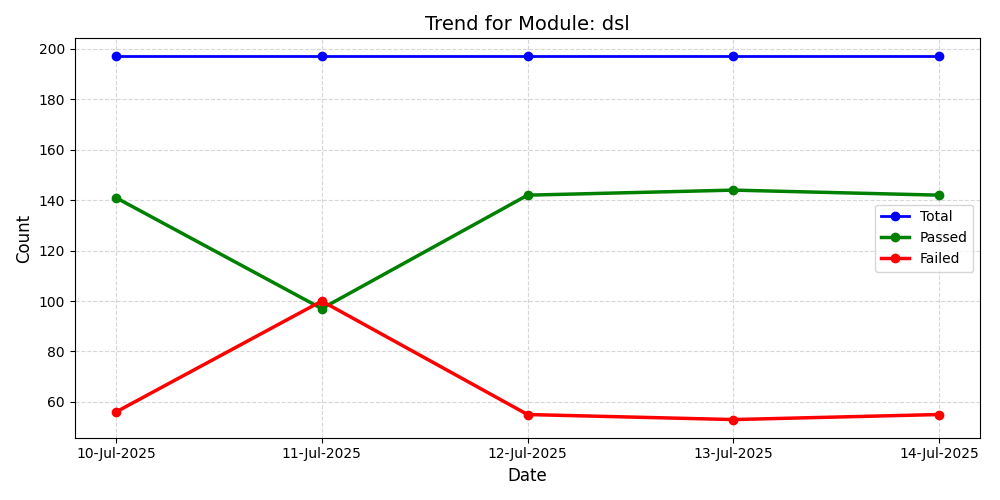 Trend for Module: dsl
200
180
160
140
120
100
80
60
Count
Total
Passed
Failed
10-Jul-2025
11-Jul-2025
12-Jul-2025
13-Jul-2025
14-Jul-2025
Date